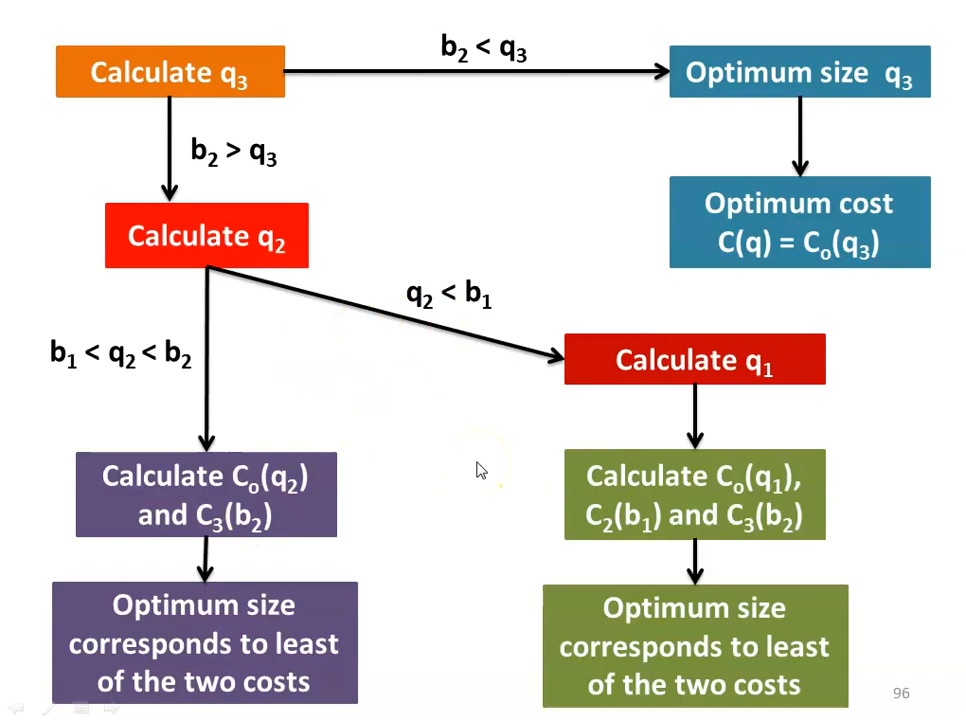 b₂ < q₃
Calculate q₃
Optimum size q₃
b₂ > q₃
Optimum cost
C(q) = Cₒ(q₃)
Calculate q₂
q₂ < b₁
b₁ < q₂ < b₂
Calculate q₁
Calculate Cₒ(q₂)
and C₃(b₂)
Calculate Cₒ(q₁),
C₂(b₁) and C₃(b₂)
Optimum size
corresponds to least
of the two costs
Optimum size
corresponds to least
of the two costs
96